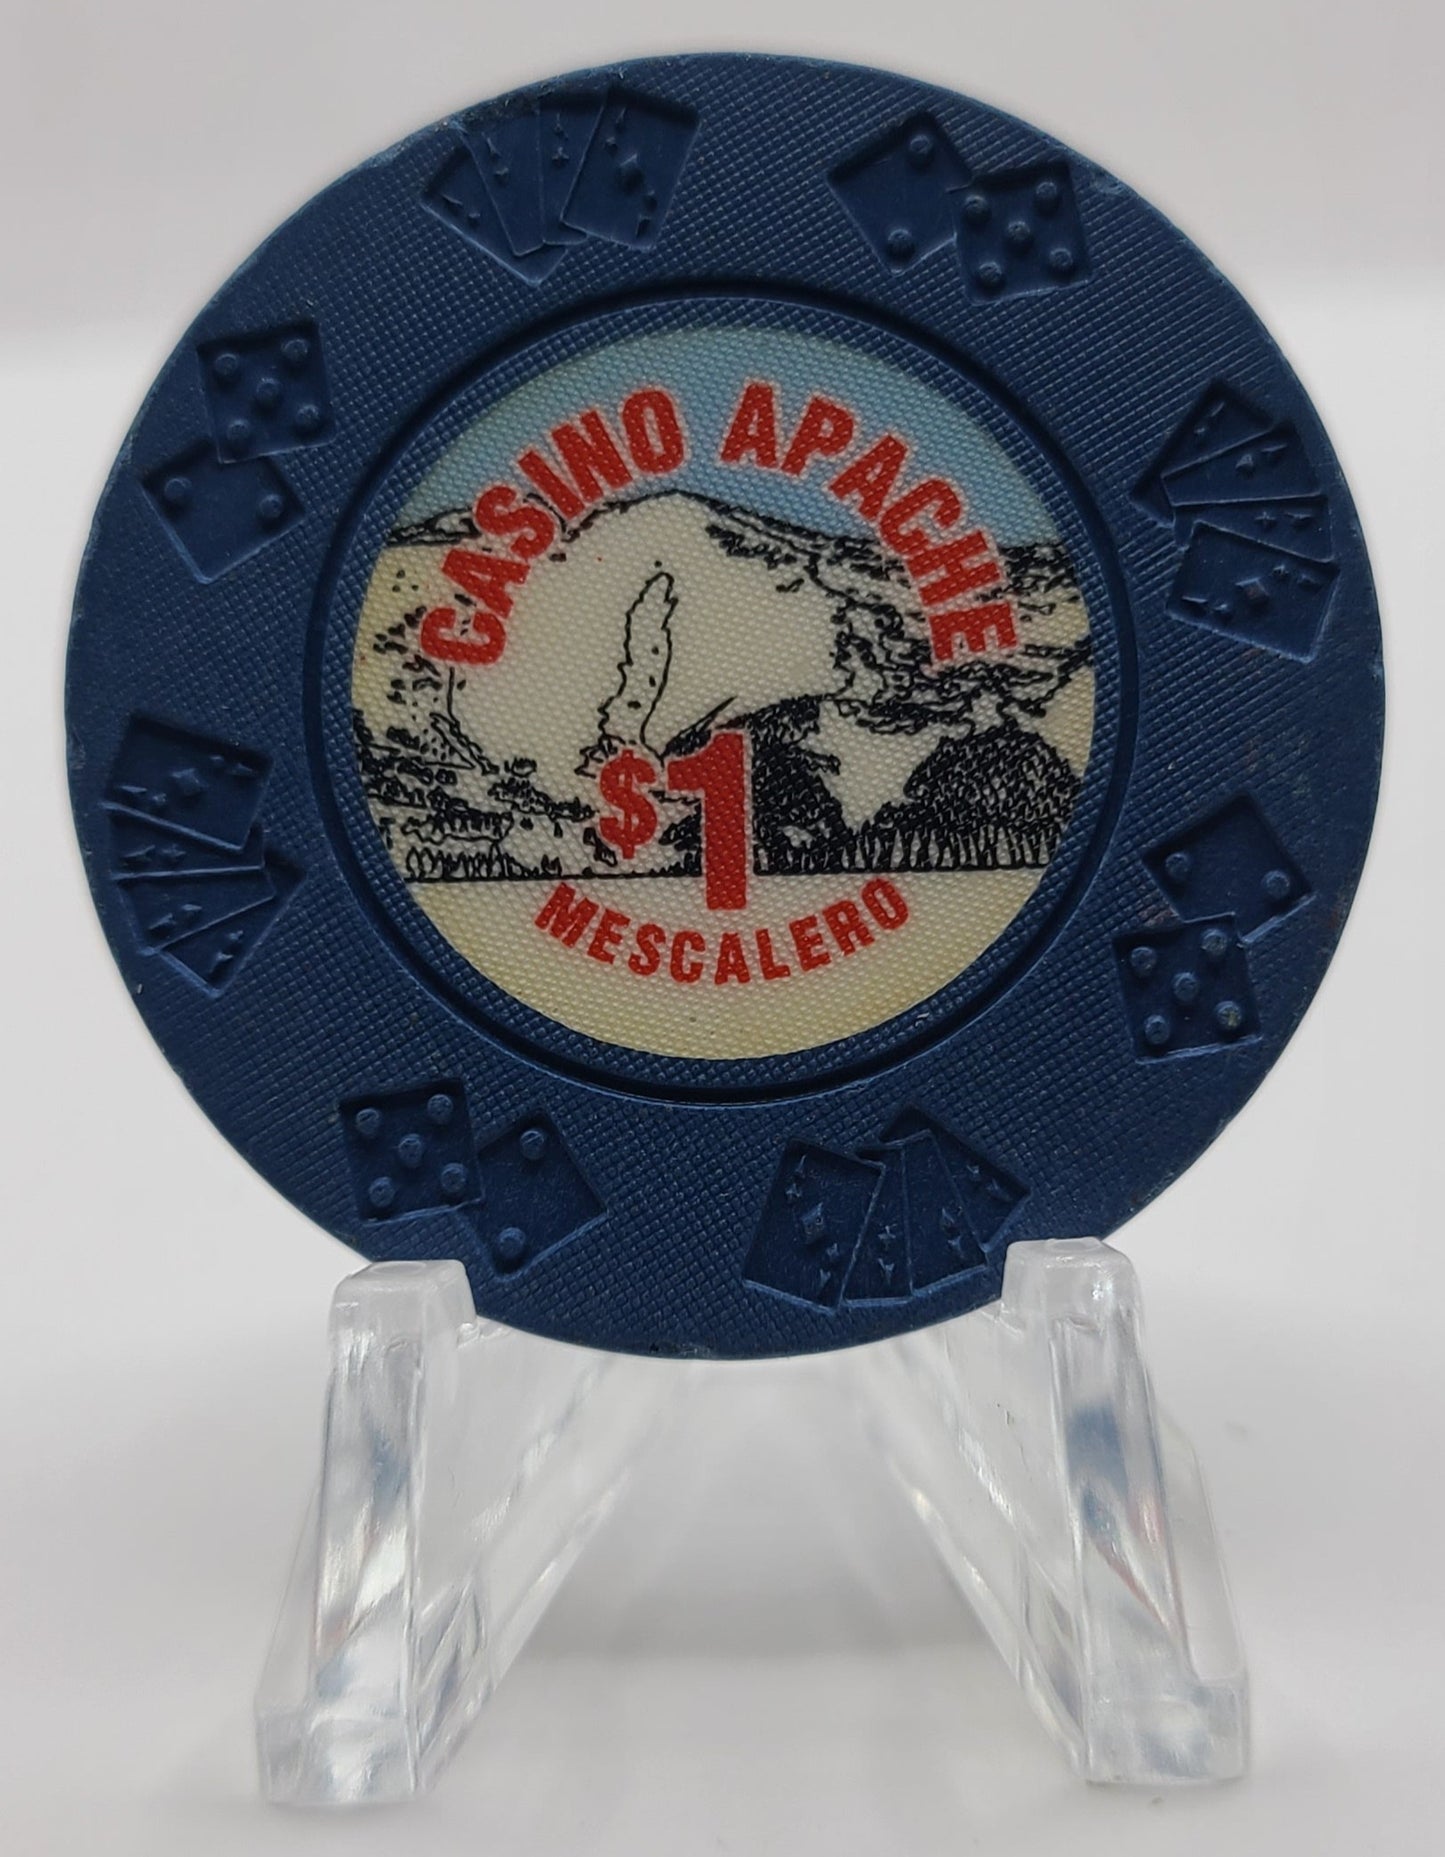 CASINO APACHE
$1
MESCALERO